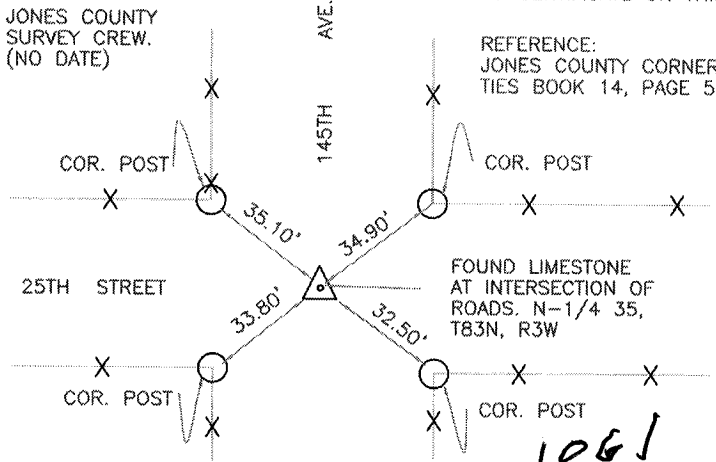 JONES COUNTY
SURVEY CREW.
(NO DATE)
145TH AVE.
REFERENCE:
JONES COUNTY CORNER
TIES BOOK 14, PAGE 5
COR. POST
COR. POST
35.10'
34.90'
25TH STREET
FOUND LIMESTONE
AT INTERSECTION OF
ROADS. N-1/4 35,
T83N, R3W
33.80'
32.50'
COR. POST
COR. POST